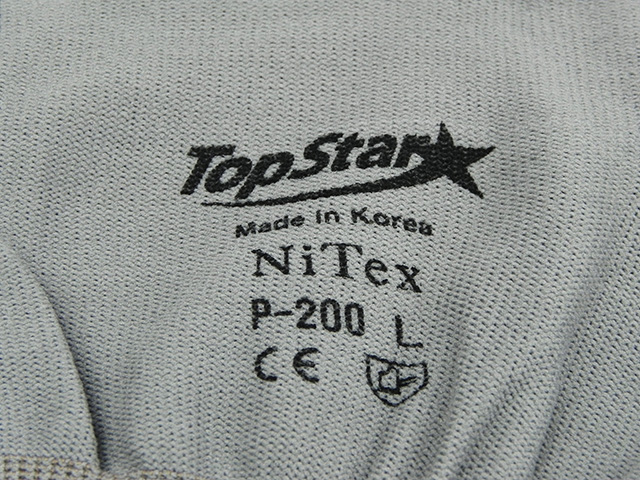 TopStar
Made in Korea
NiTex
P-200 L
CE